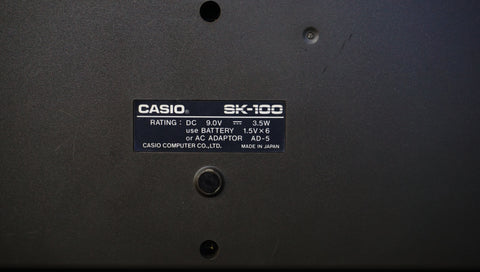 CASIO® SK-100
RATING : DC 9.0V ⎓ 3.5W
use BATTERY 1.5V×6
or AC ADAPTOR AD-5
CASIO COMPUTER CO.,LTD. MADE IN JAPAN